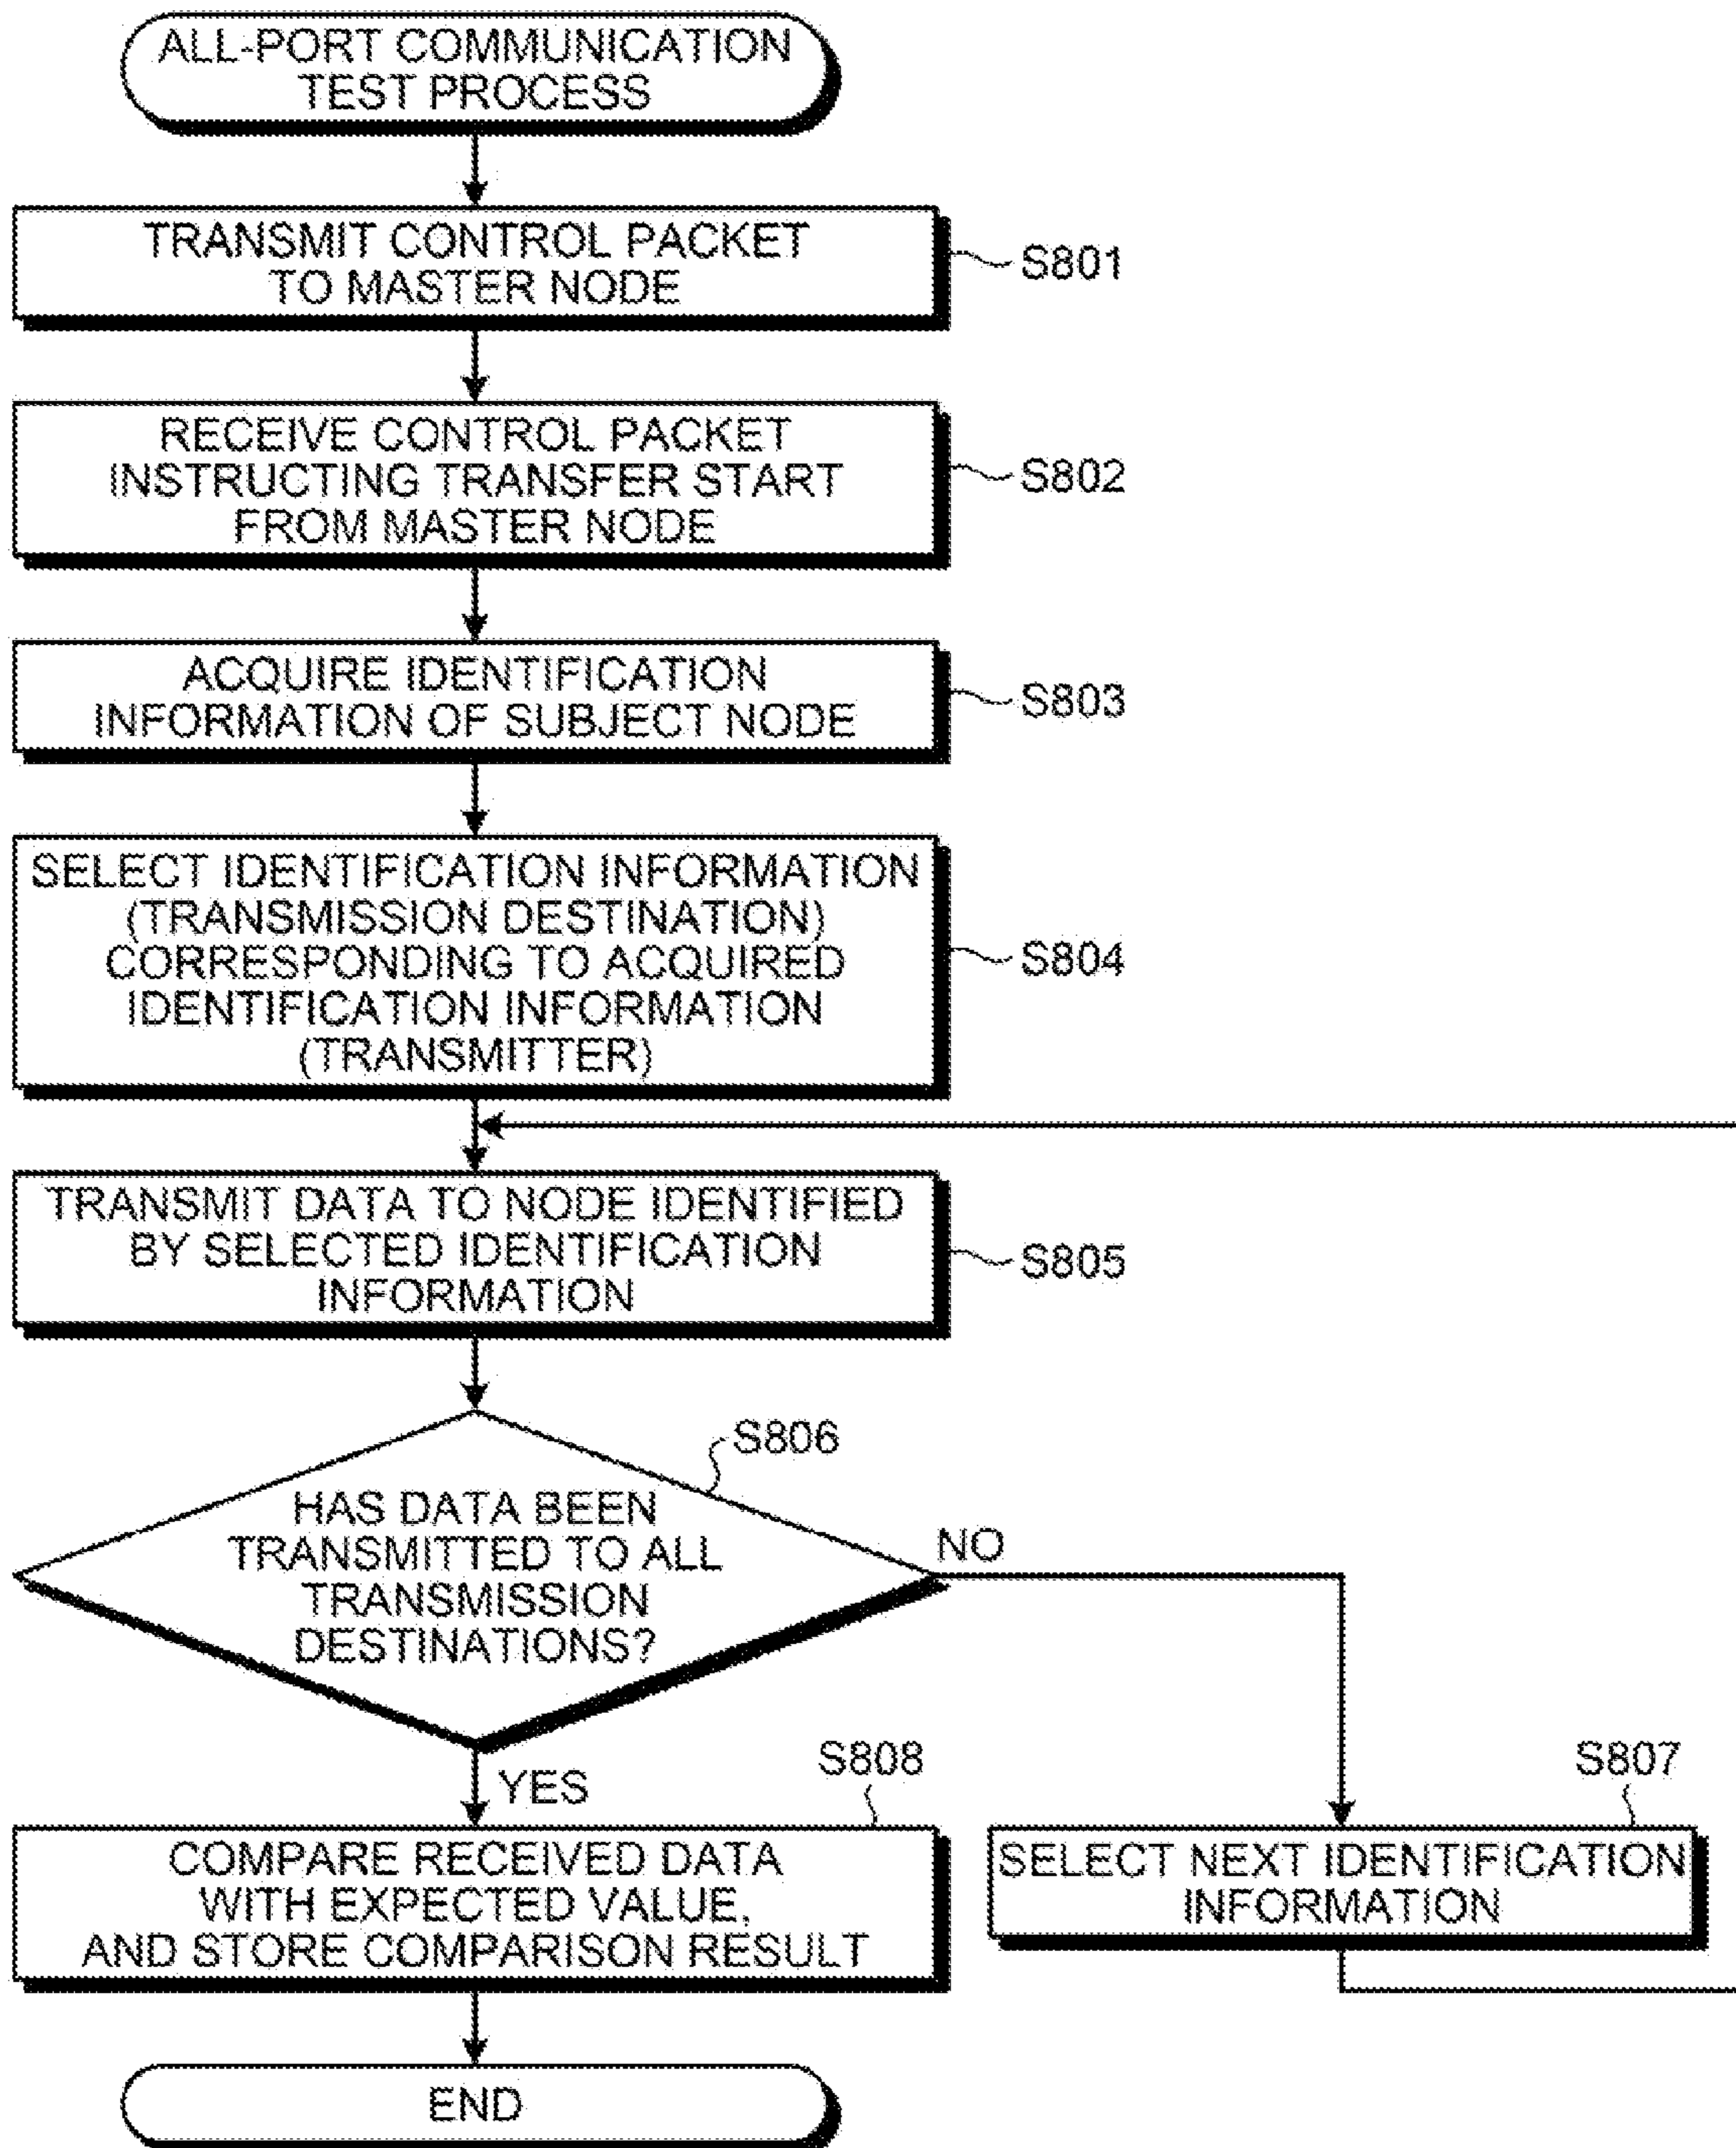 ALL-PORT COMMUNICATION
TEST PROCESS
TRANSMIT CONTROL PACKET
TO MASTER NODE
S801
RECEIVE CONTROL PACKET
INSTRUCTING TRANSFER START
FROM MASTER NODE
S802
ACQUIRE IDENTIFICATION
INFORMATION OF SUBJECT NODE
S803
SELECT IDENTIFICATION INFORMATION
(TRANSMISSION DESTINATION)
CORRESPONDING TO ACQUIRED
IDENTIFICATION INFORMATION
(TRANSMITTER)
S804
TRANSMIT DATA TO NODE IDENTIFIED
BY SELECTED IDENTIFICATION
INFORMATION
S805
S806
HAS DATA BEEN
TRANSMITTED TO ALL
TRANSMISSION
DESTINATIONS?
NO
YES
S808
COMPARE RECEIVED DATA
WITH EXPECTED VALUE,
AND STORE COMPARISON RESULT
S807
SELECT NEXT IDENTIFICATION
INFORMATION
END